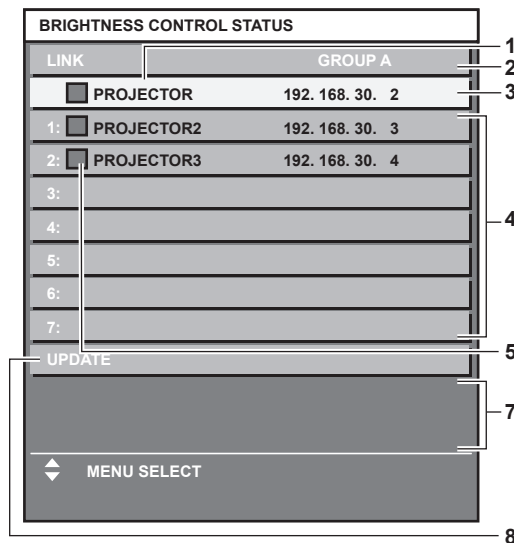 BRIGHTNESS CONTROL STATUS
LINK GROUP A
PROJECTOR 192. 168. 30. 2
1: PROJECTOR2 192. 168. 30. 3
2: PROJECTOR3 192. 168. 30. 4
3:
4:
5:
6:
7:
UPDATE
MENU SELECT
1
2
3
4
5
7
8